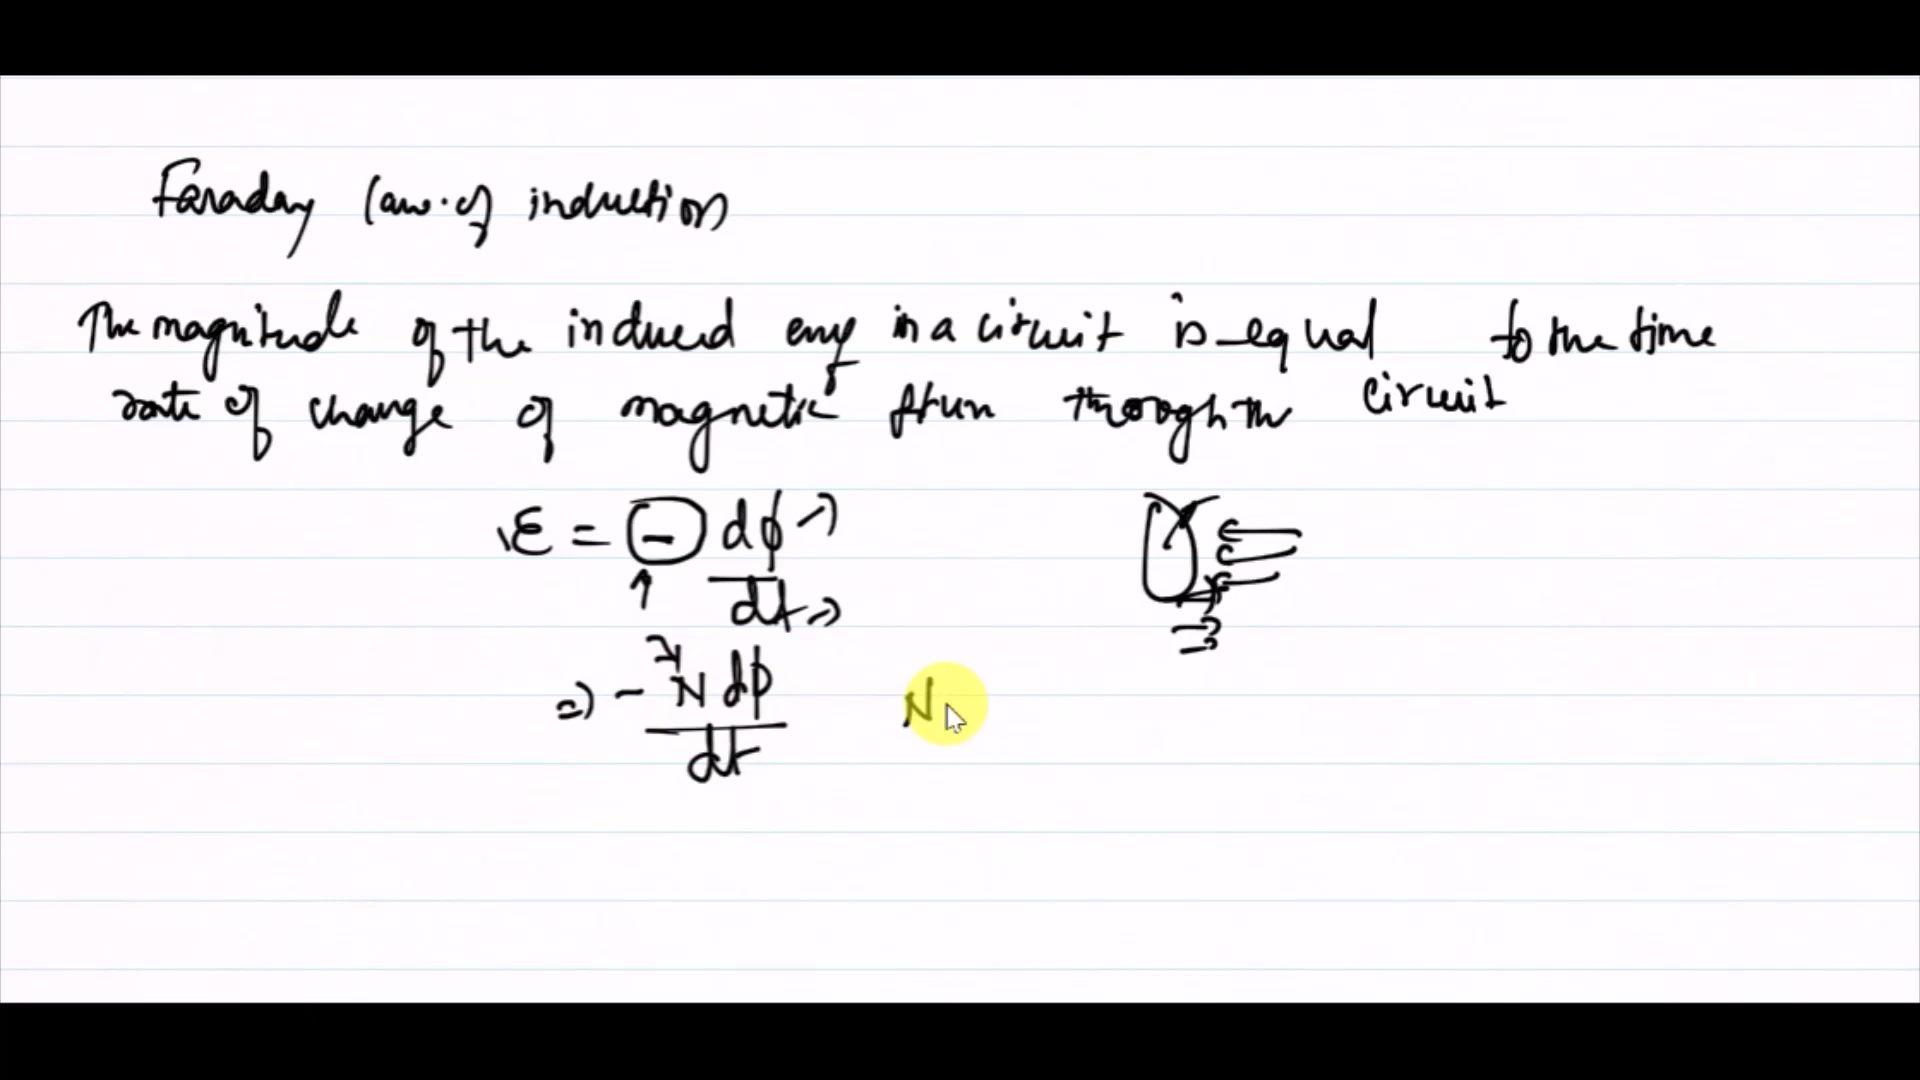 Faraday law of induction
The magnitude of the induced emf in a circuit is equal to the time
rate of change of magnetic flux through the circuit
ε = - dφ
dt
=) - N dφ N
dt